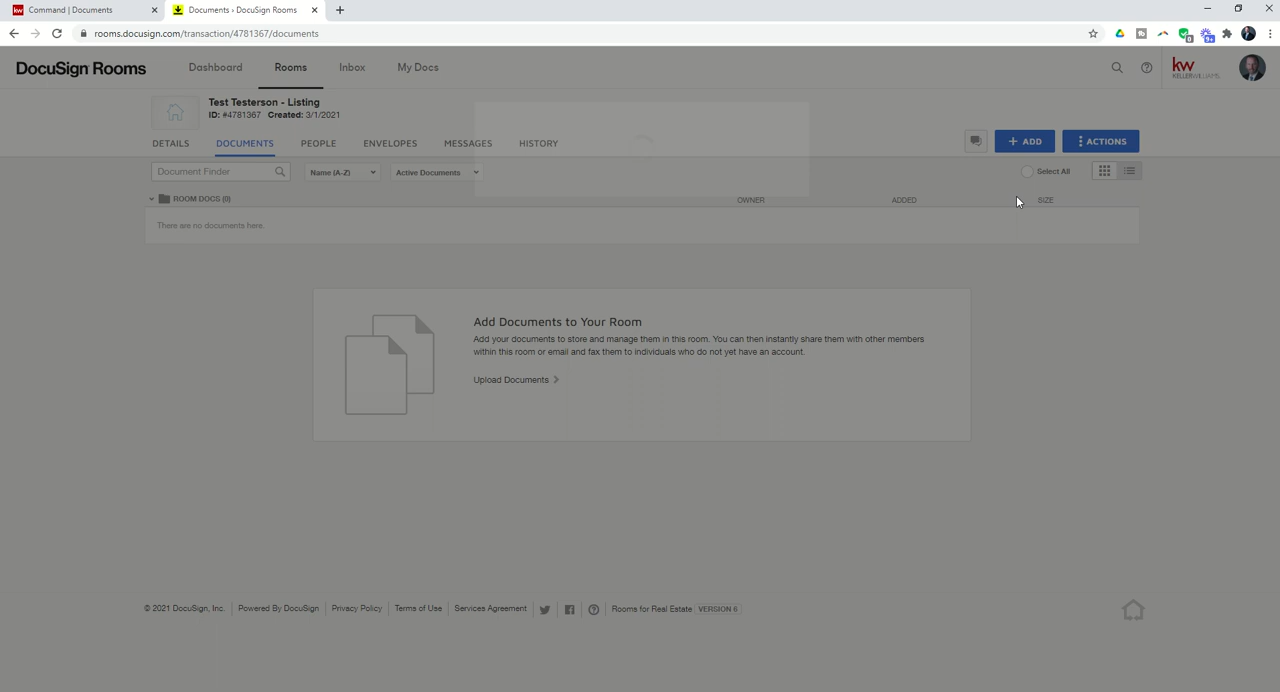 Command | Documents
Documents › DocuSign Rooms
rooms.docusign.com/transaction/4781367/documents
DocuSign Rooms
Dashboard
Rooms
Inbox
My Docs
kw
KELLERWILLIAMS.
Test Testerson - Listing
ID: #4781367 Created: 3/1/2021
DETAILS
DOCUMENTS
PEOPLE
ENVELOPES
MESSAGES
HISTORY
+ ADD
ACTIONS
Document Finder
Name (A-Z)
Active Documents
Select All
ROOM DOCS (0)
OWNER
ADDED
SIZE
There are no documents here.
Add Documents to Your Room
Add your documents to store and manage them in this room. You can then instantly share them with other members
within this room or email and fax them to individuals who do not yet have an account.
Upload Documents
© 2021 DocuSign, Inc.
Powered By DocuSign
Privacy Policy
Terms of Use
Services Agreement
Rooms for Real Estate
VERSION 6